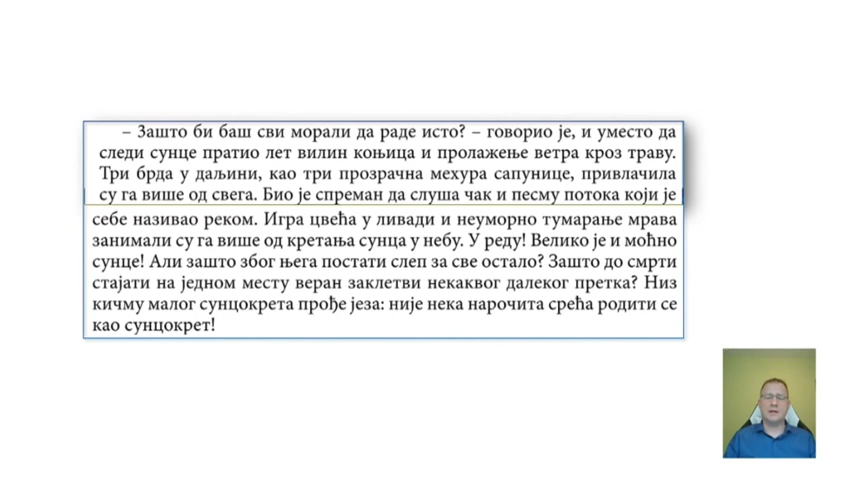 – Зашто би баш сви морали да раде исто? – говорио је, и уместо да
следи сунце пратио лет вилин коњица и пролажење ветра кроз траву.
Три брда у даљини, као три прозрачна мехура сапунице, привлачила
су га више од свега. Био је спреман да слуша чак и песму потока који је
себе називао реком. Игра цвећа у ливади и неуморно тумарање мрава
занимали су га више од кретања сунца у небу. У реду! Велико је и моћно
сунце! Али зашто због њега постати слеп за све остало? Зашто до смрти
стајати на једном месту веран заклетви некаквог далеког претка? Низ
кичму малог сунцокрета прође језа: није нека нарочита срећа родити се
као сунцокрет!